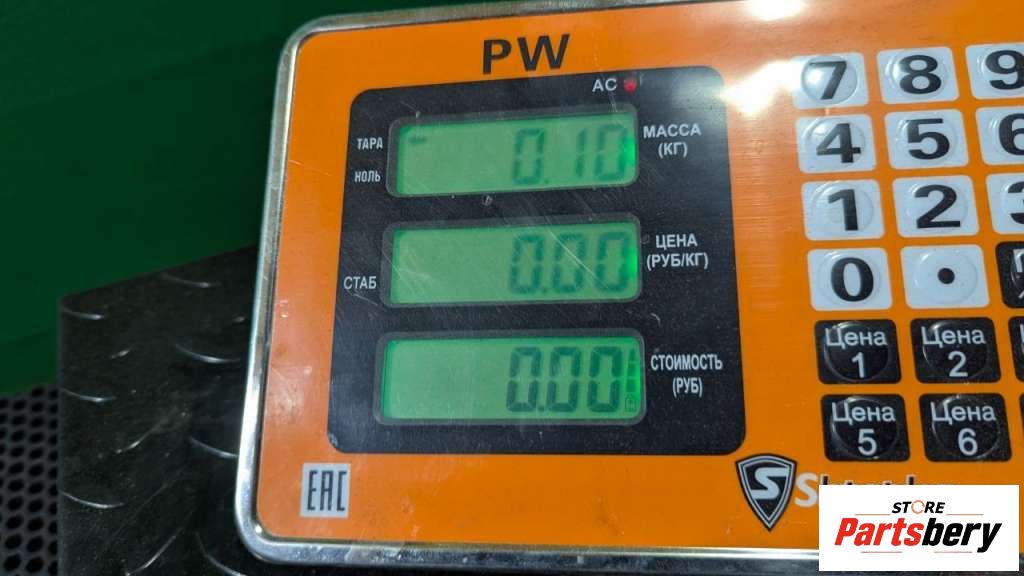 PW
AC
ТАРА
НОЛЬ
0.10
МАССА
(КГ)
СТАБ
0.00
ЦЕНА
(РУБ/КГ)
0.00
СТОИМОСТЬ
(РУБ)
7 8 9
4 5 6
1 2 3
0 .
Цена 1
Цена 2
Цена 5
Цена 6
EAC
S
STORE
Partsbery